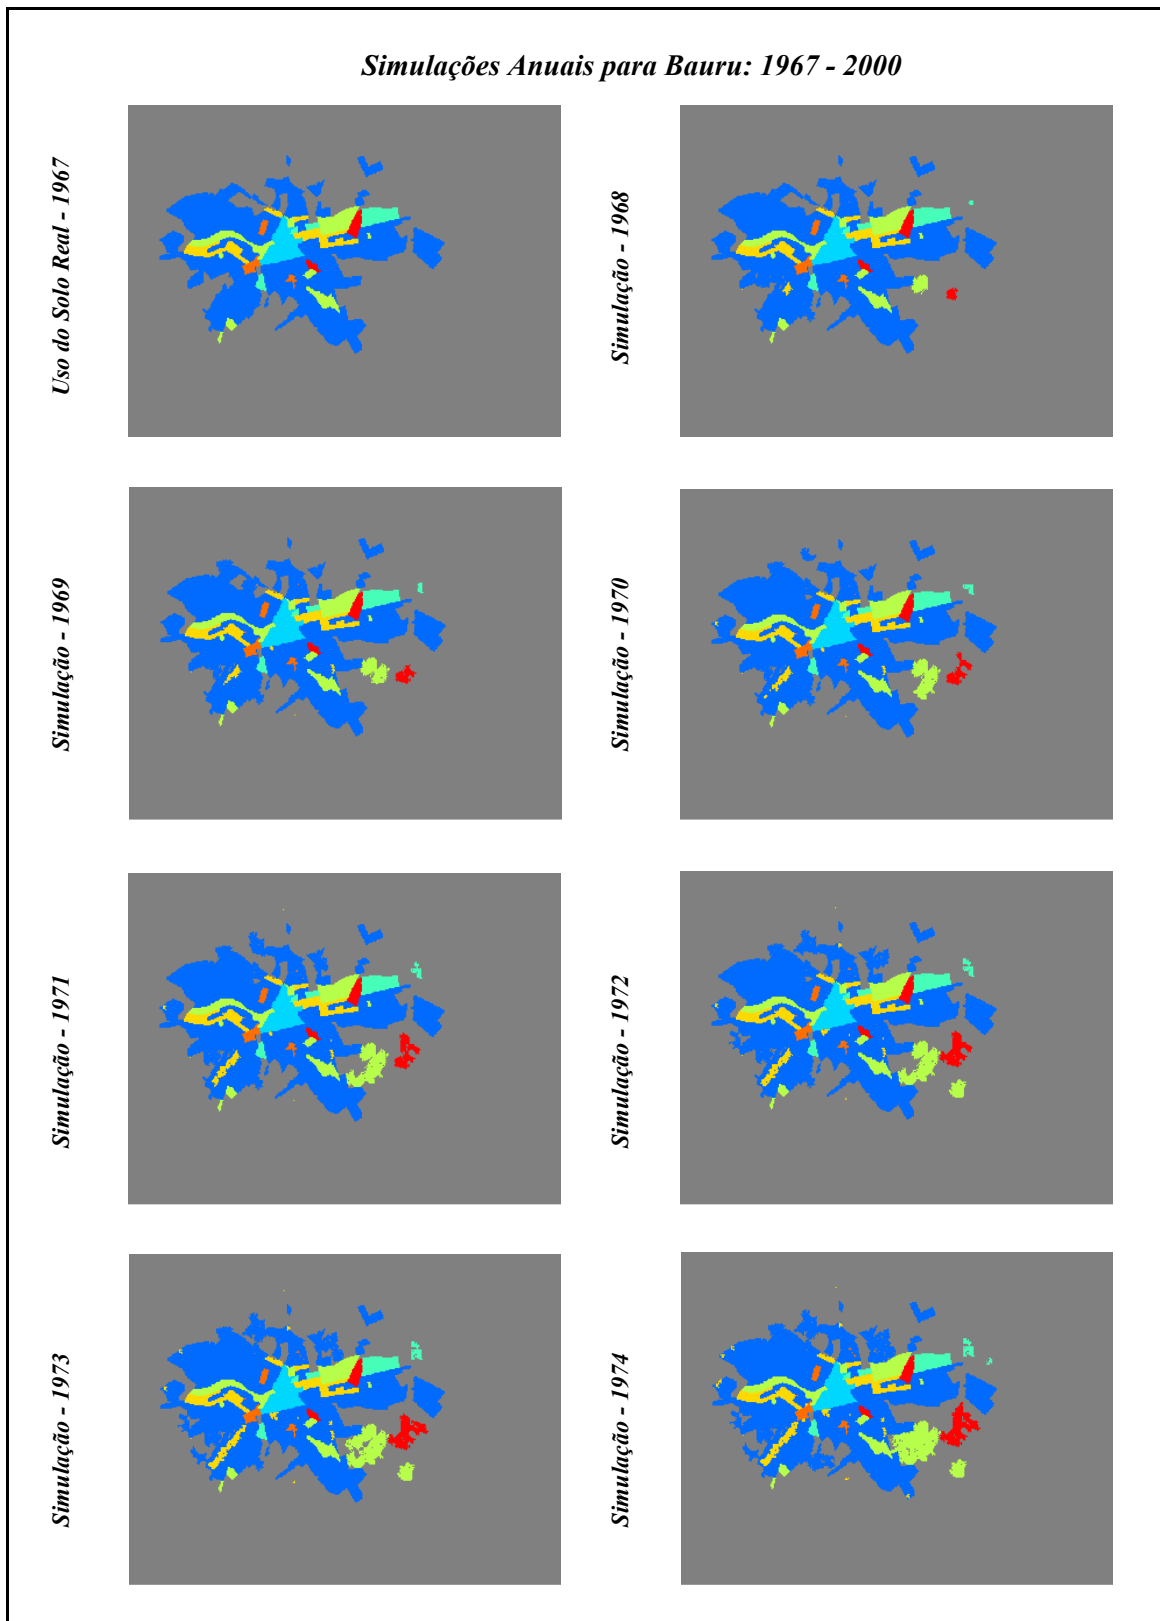 Simulações Anuais para Bauru: 1967 - 2000
Uso do Solo Real - 1967
Simulação - 1968
Simulação - 1969
Simulação - 1970
Simulação - 1971
Simulação - 1972
Simulação - 1973
Simulação - 1974